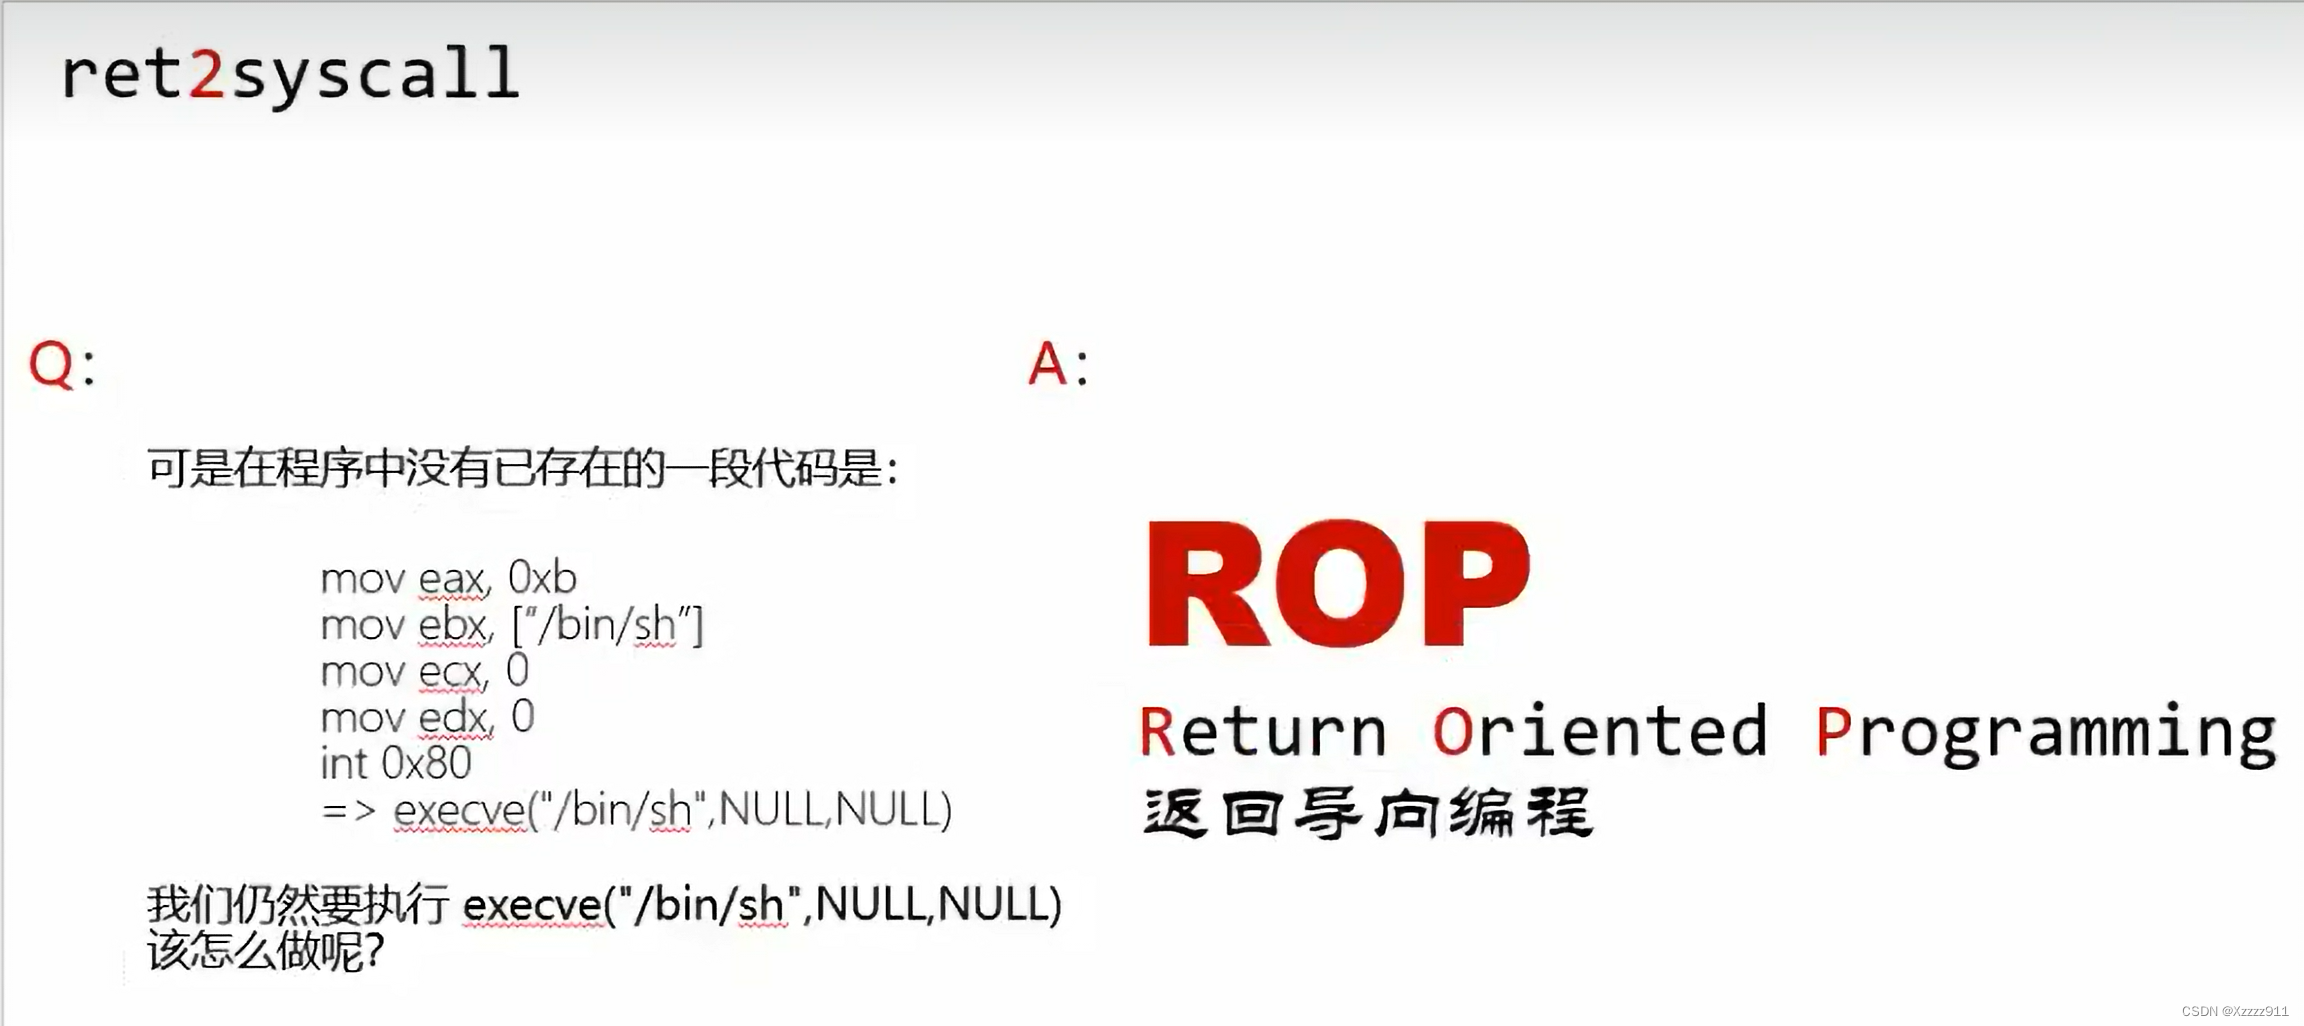 ret2syscall
Q:
可是在程序中没有已存在的一段代码是:
mov eax, 0xb
mov ebx, [“/bin/sh”]
mov ecx, 0
mov edx, 0
int 0x80
=> execve("/bin/sh",NULL,NULL)
我们仍然要执行 execve("/bin/sh",NULL,NULL)
该怎么做呢?
A:
ROP
Return Oriented Programming
返回导向编程
CSDN @Xzzzz911